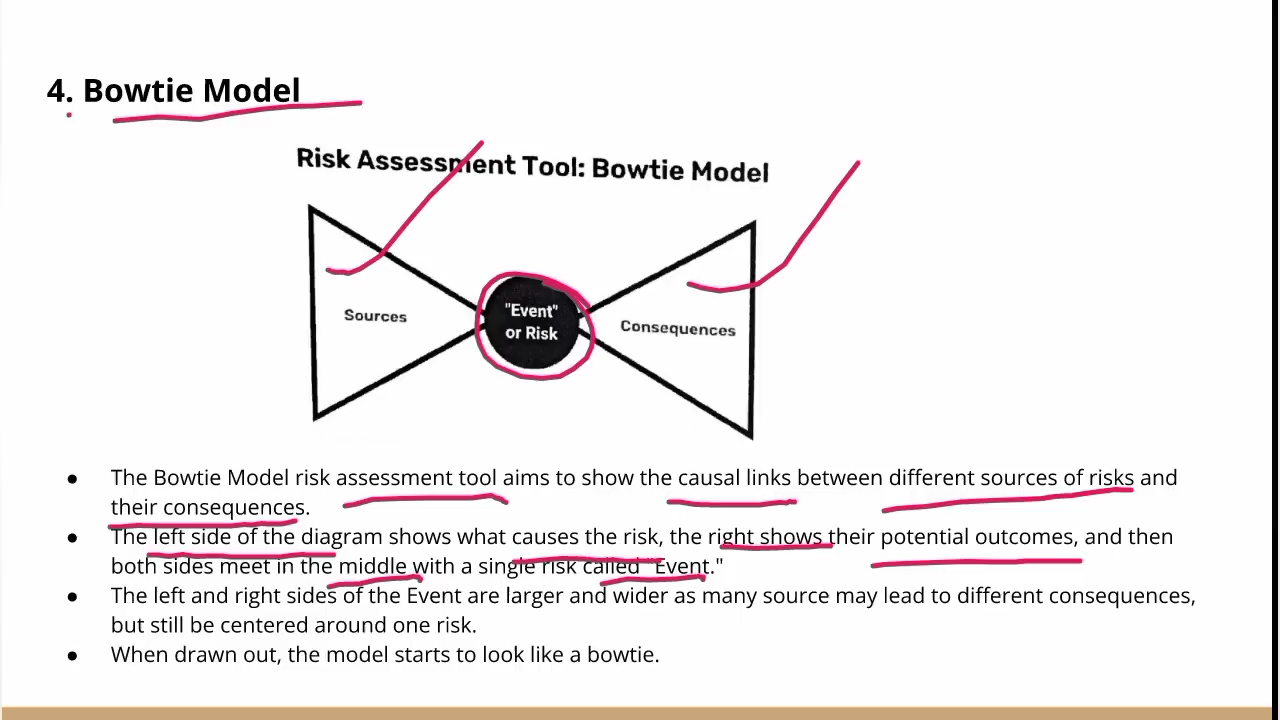 4. Bowtie Model
Risk Assessment Tool: Bowtie Model
Sources
"Event"
or Risk
Consequences
● The Bowtie Model risk assessment tool aims to show the causal links between different sources of risks and
their consequences.
● The left side of the diagram shows what causes the risk, the right shows their potential outcomes, and then
both sides meet in the middle with a single risk called "Event."
● The left and right sides of the Event are larger and wider as many source may lead to different consequences,
but still be centered around one risk.
● When drawn out, the model starts to look like a bowtie.